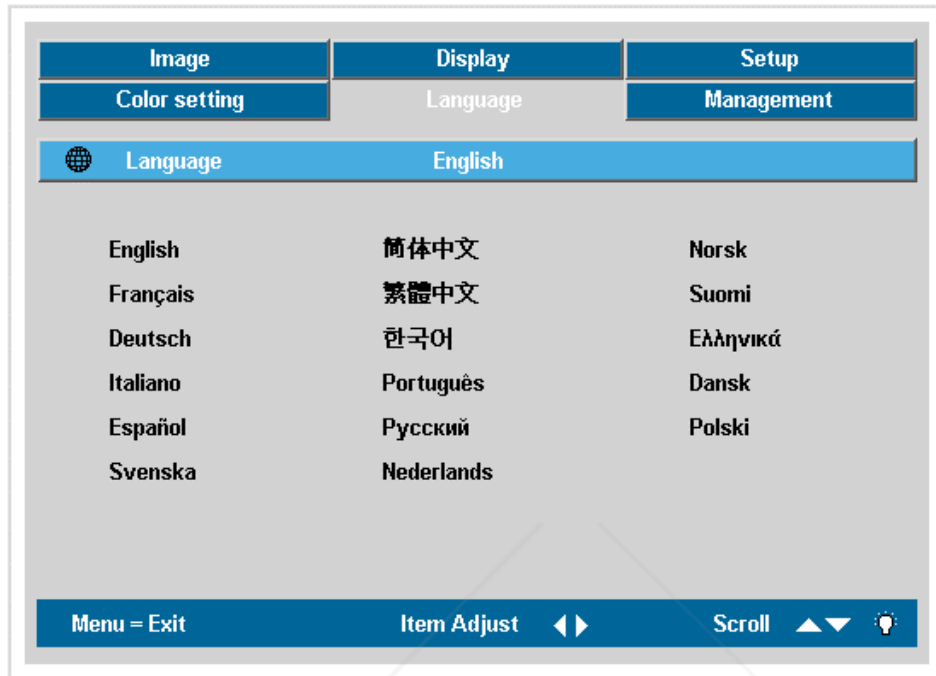 Image Display Setup
Color setting Language Management
Language English
English 简体中文 Norsk
Français 繁體中文 Suomi
Deutsch 한국어 Ελληνικά
Italiano Português Dansk
Español Русский Polski
Svenska Nederlands
Menu = Exit Item Adjust Scroll